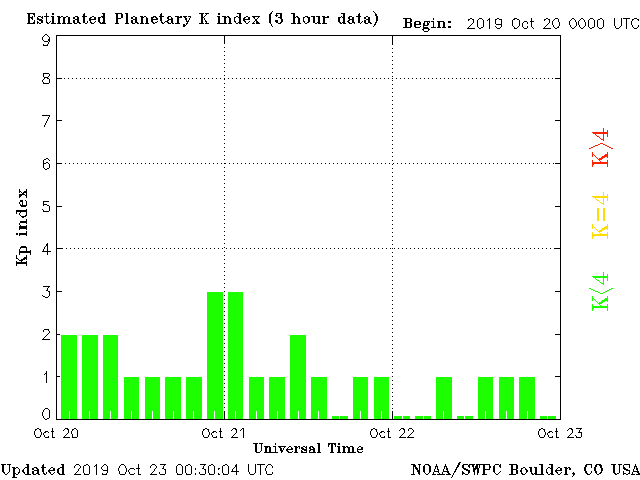 Estimated Planetary K index (3 hour data)
Begin: 2019 Oct 20 0000 UTC
9
8
7
6
5
4
3
2
1
0
Kp index
Oct 20
Oct 21
Oct 22
Oct 23
Universal Time
K>4
K=4
K<4
Updated 2019 Oct 23 00:30:04 UTC
NOAA/SWPC Boulder, CO USA